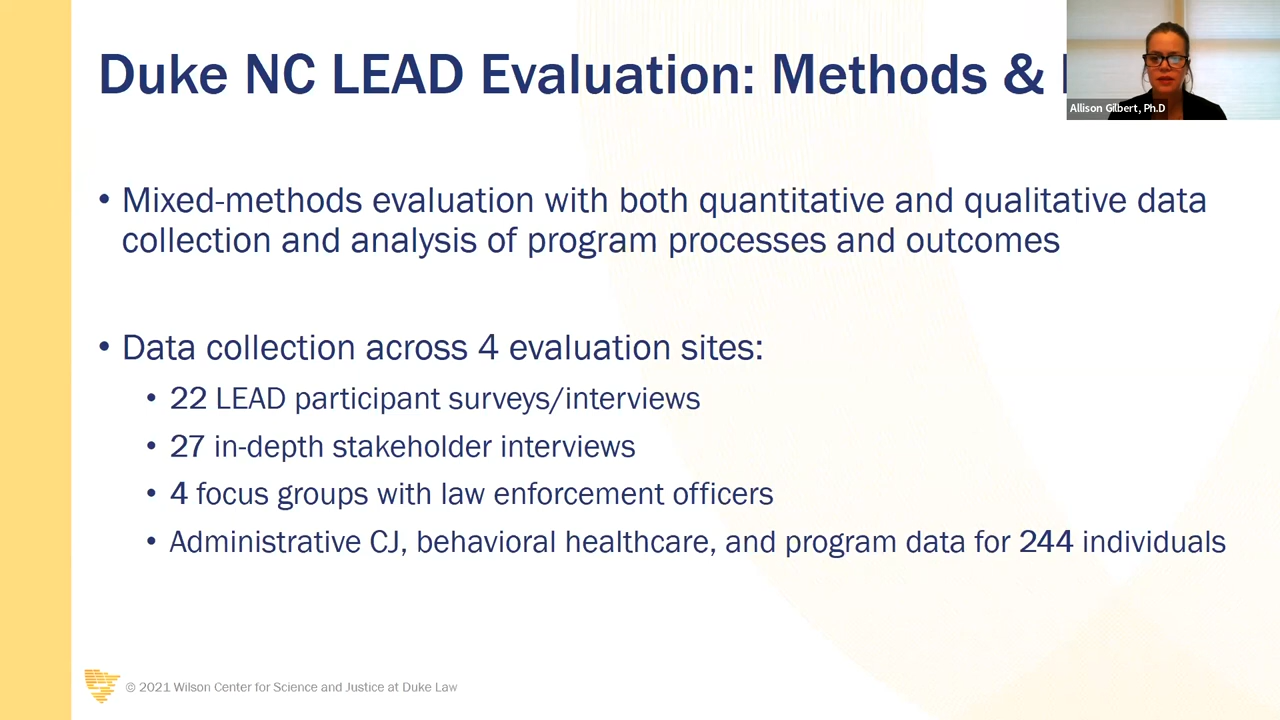 Duke NC LEAD Evaluation: Methods &
Allison Gilbert, Ph.D
• Mixed-methods evaluation with both quantitative and qualitative data
collection and analysis of program processes and outcomes
• Data collection across 4 evaluation sites:
• 22 LEAD participant surveys/interviews
• 27 in-depth stakeholder interviews
• 4 focus groups with law enforcement officers
• Administrative CJ, behavioral healthcare, and program data for 244 individuals
© 2021 Wilson Center for Science and Justice at Duke Law